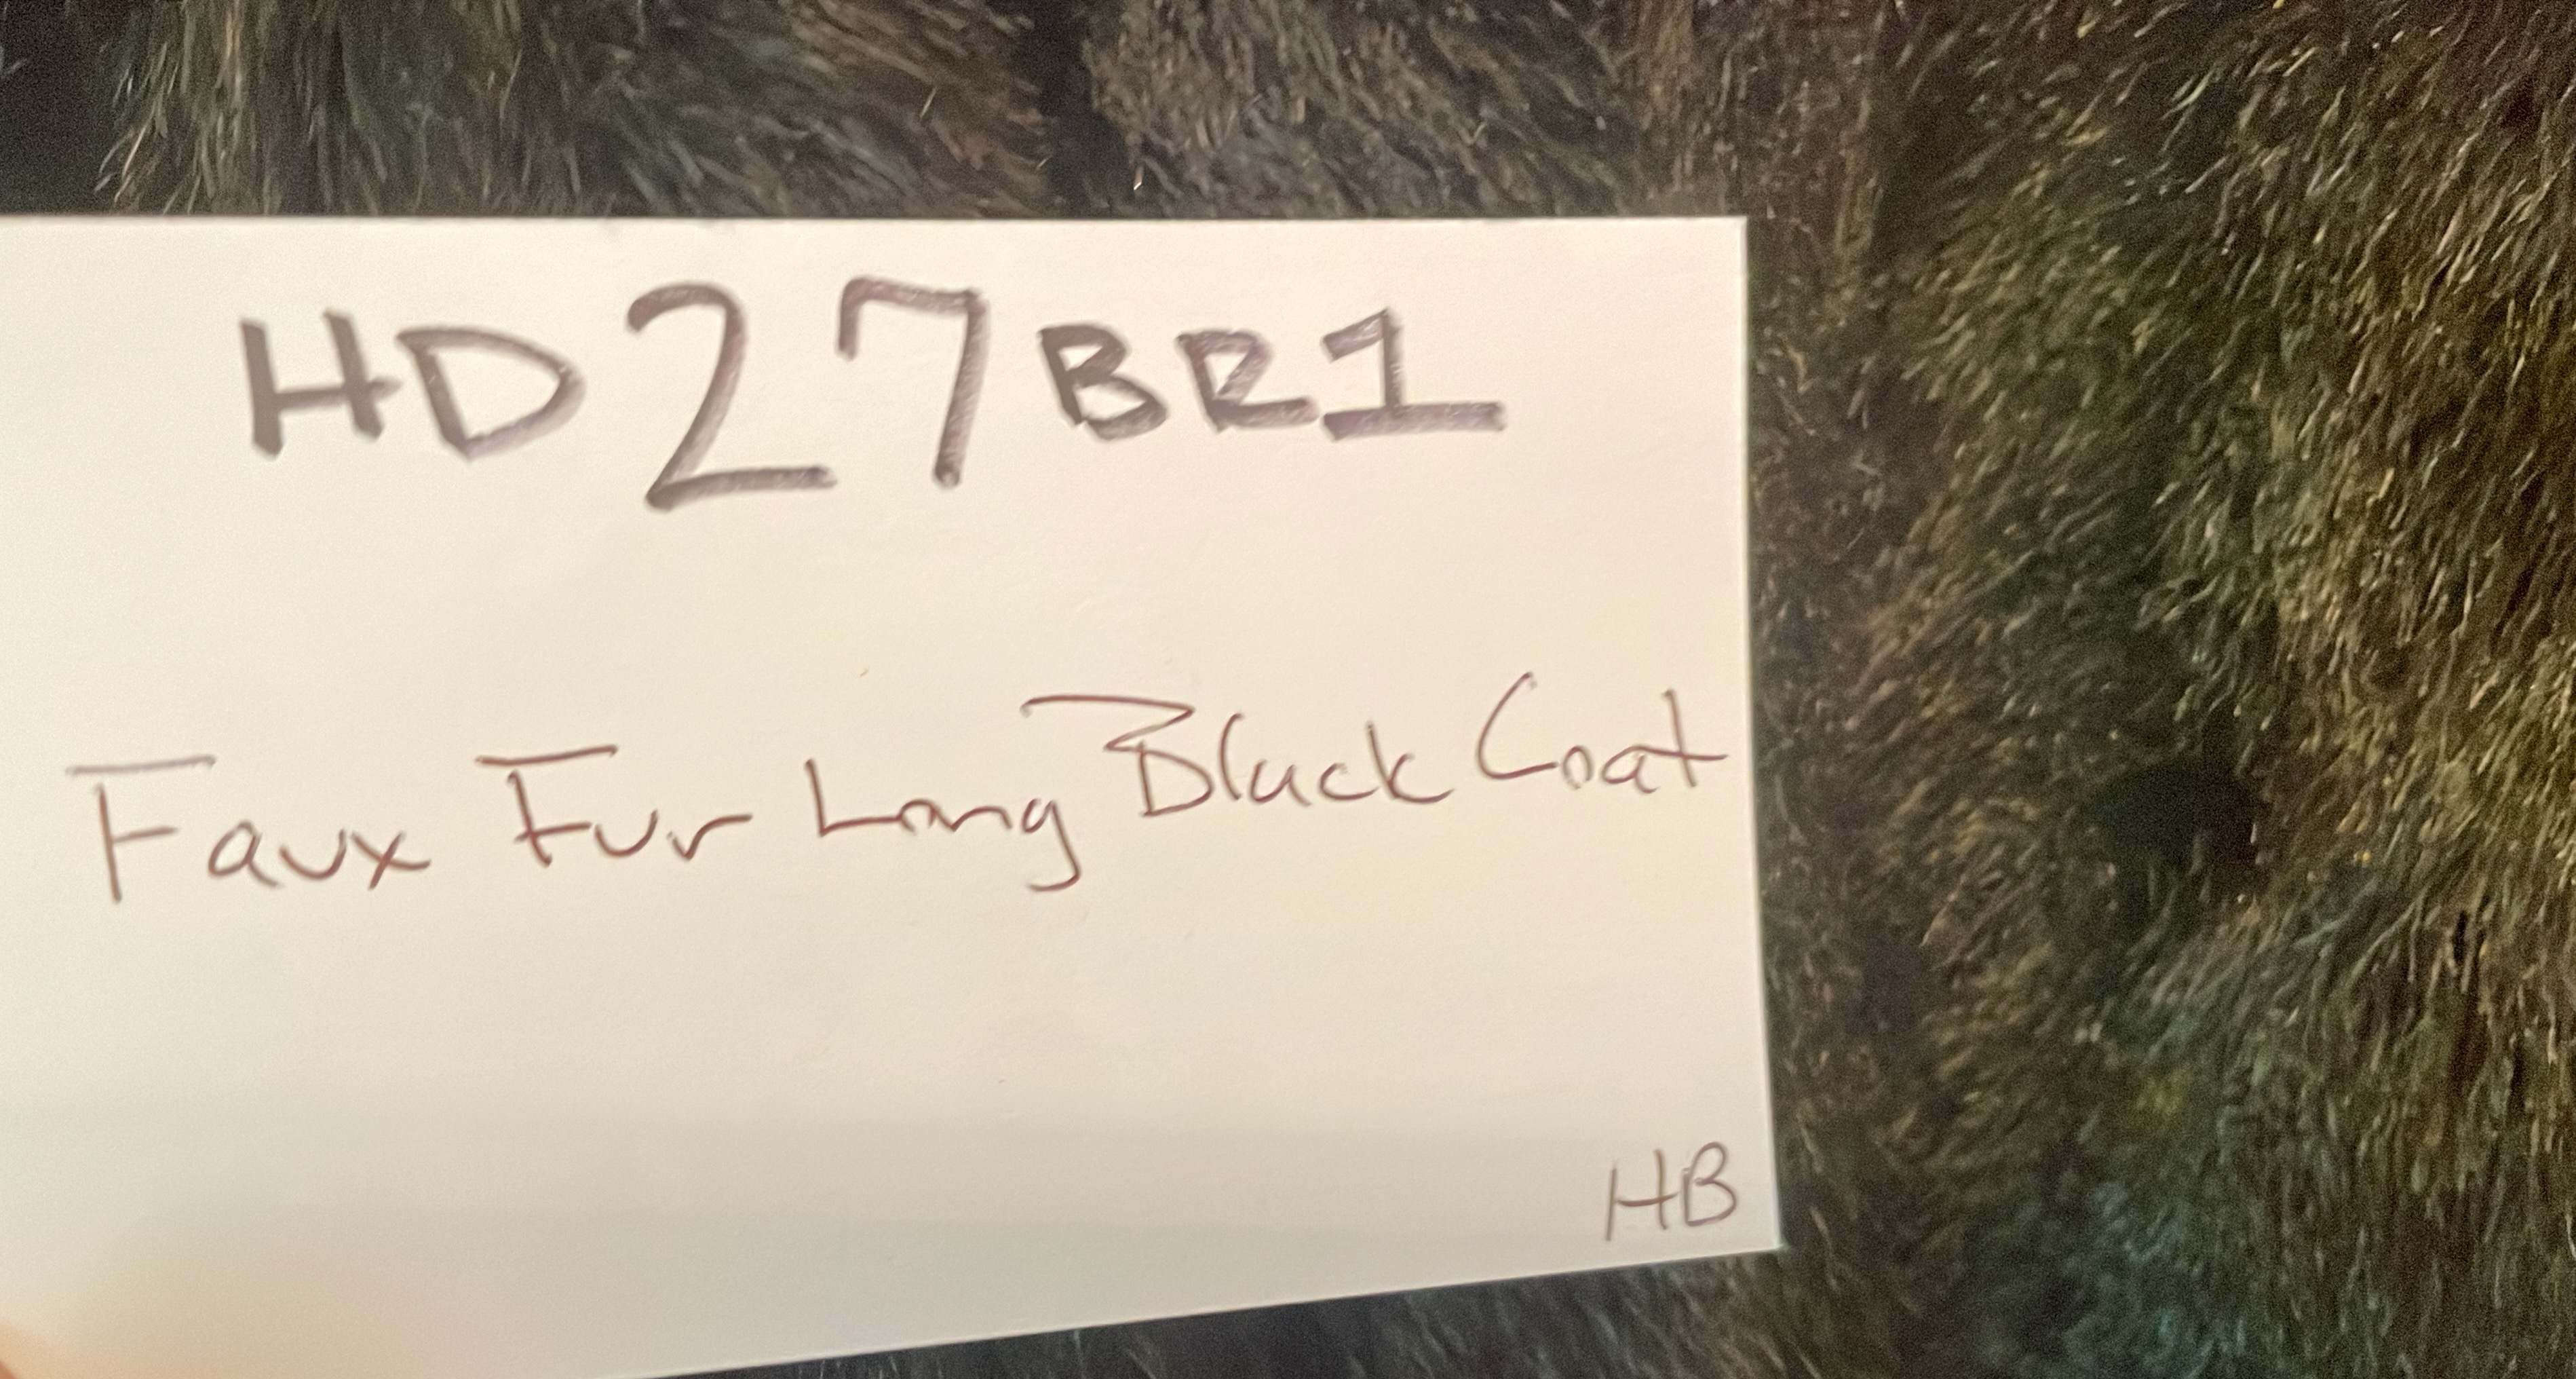 HD27BR1
Faux Fur Long Black Coat
HB